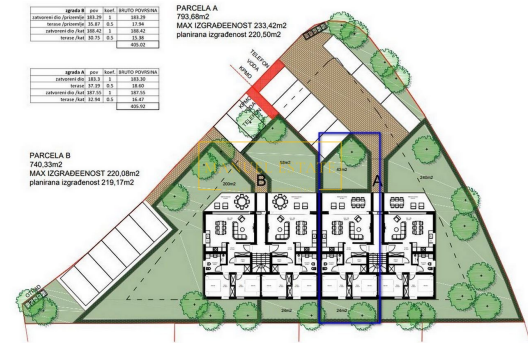 zgrada B pov koef. BRUTO POVRSINA
zatvoreni dio /prizemlje 183.29 1 183.29
terase /prizemlje 35.87 0.5 17.94
zatvoreni dio /kat 188.42 1 188.42
terase /kat 30.75 0.5 15.38
405.02
zgrada A pov koef. BRUTO POVRSINA
zatvoreni dio 183.3 1 183.30
terase /prizemlje 37.19 0.5 18.60
zatvoreni dio /kat 187.55 1 187.55
terase /kat 32.94 0.5 16.47
405.92
PARCELA A
793,68m2
MAX IZGRAĐEENOST 233,42m2
planirana izgrađenost 220,50m2
TELEFON
VODA
KPMO
PARCELA B
740,33m2
MAX IZGRAĐEENOST 220,08m2
planirana izgrađenost 219,17m2
B
A